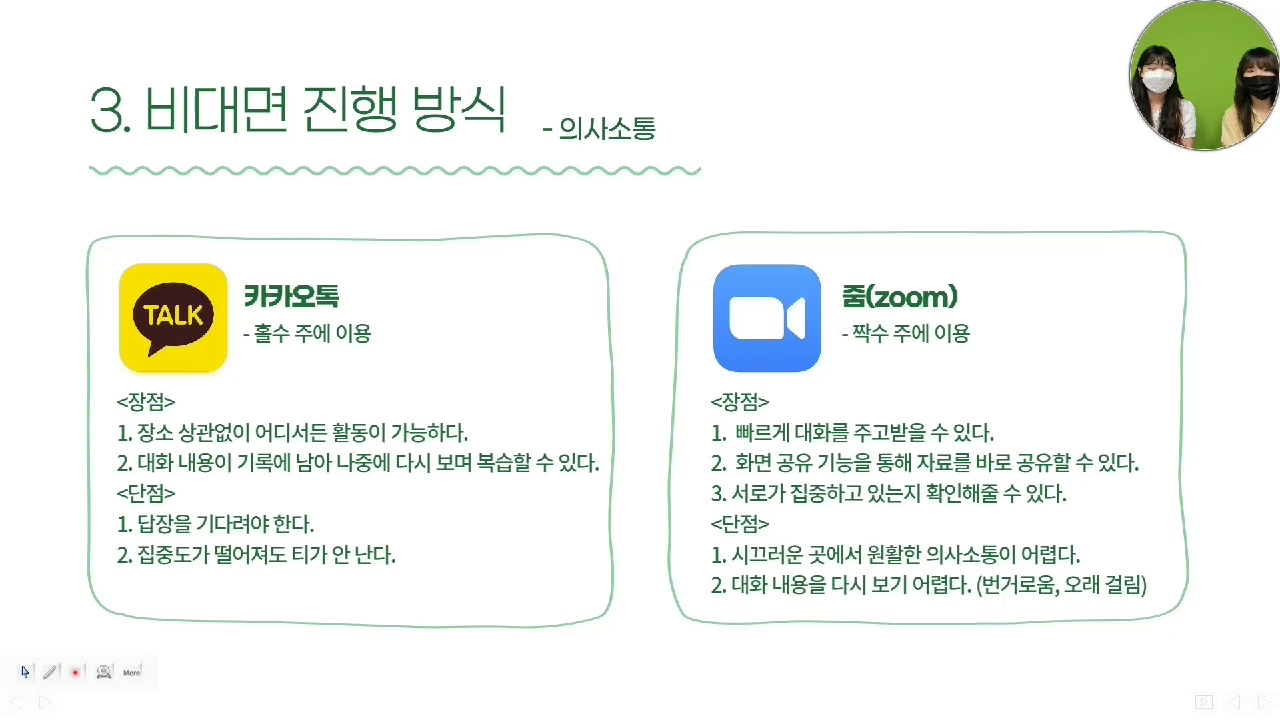 3. 비대면 진행 방식 - 의사소통
TALK
카카오톡
- 홀수 주에 이용
<장점>
1. 장소 상관없이 어디서든 활동이 가능하다.
2. 대화 내용이 기록에 남아 나중에 다시 보며 복습할 수 있다.
<단점>
1. 답장을 기다려야 한다.
2. 집중도가 떨어져도 티가 안 난다.
줌(zoom)
- 짝수 주에 이용
<장점>
1. 빠르게 대화를 주고받을 수 있다.
2. 화면 공유 기능을 통해 자료를 바로 공유할 수 있다.
3. 서로가 집중하고 있는지 확인해줄 수 있다.
<단점>
1. 시끄러운 곳에서 원활한 의사소통이 어렵다.
2. 대화 내용을 다시 보기 어렵다. (번거로움, 오래 걸림)
More